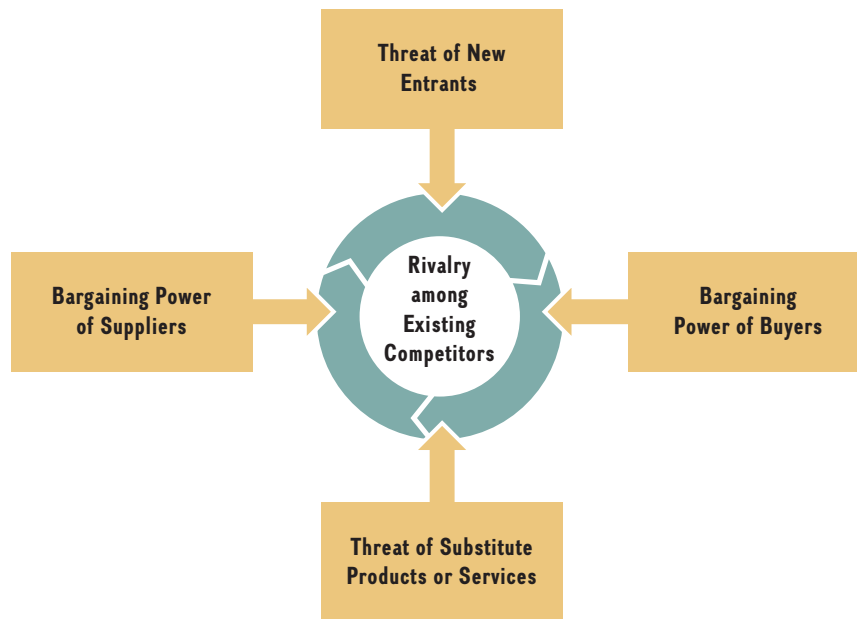 Threat of New
Entrants
Bargaining Power
of Suppliers
Rivalry
among
Existing
Competitors
Bargaining
Power of Buyers
Threat of Substitute
Products or Services